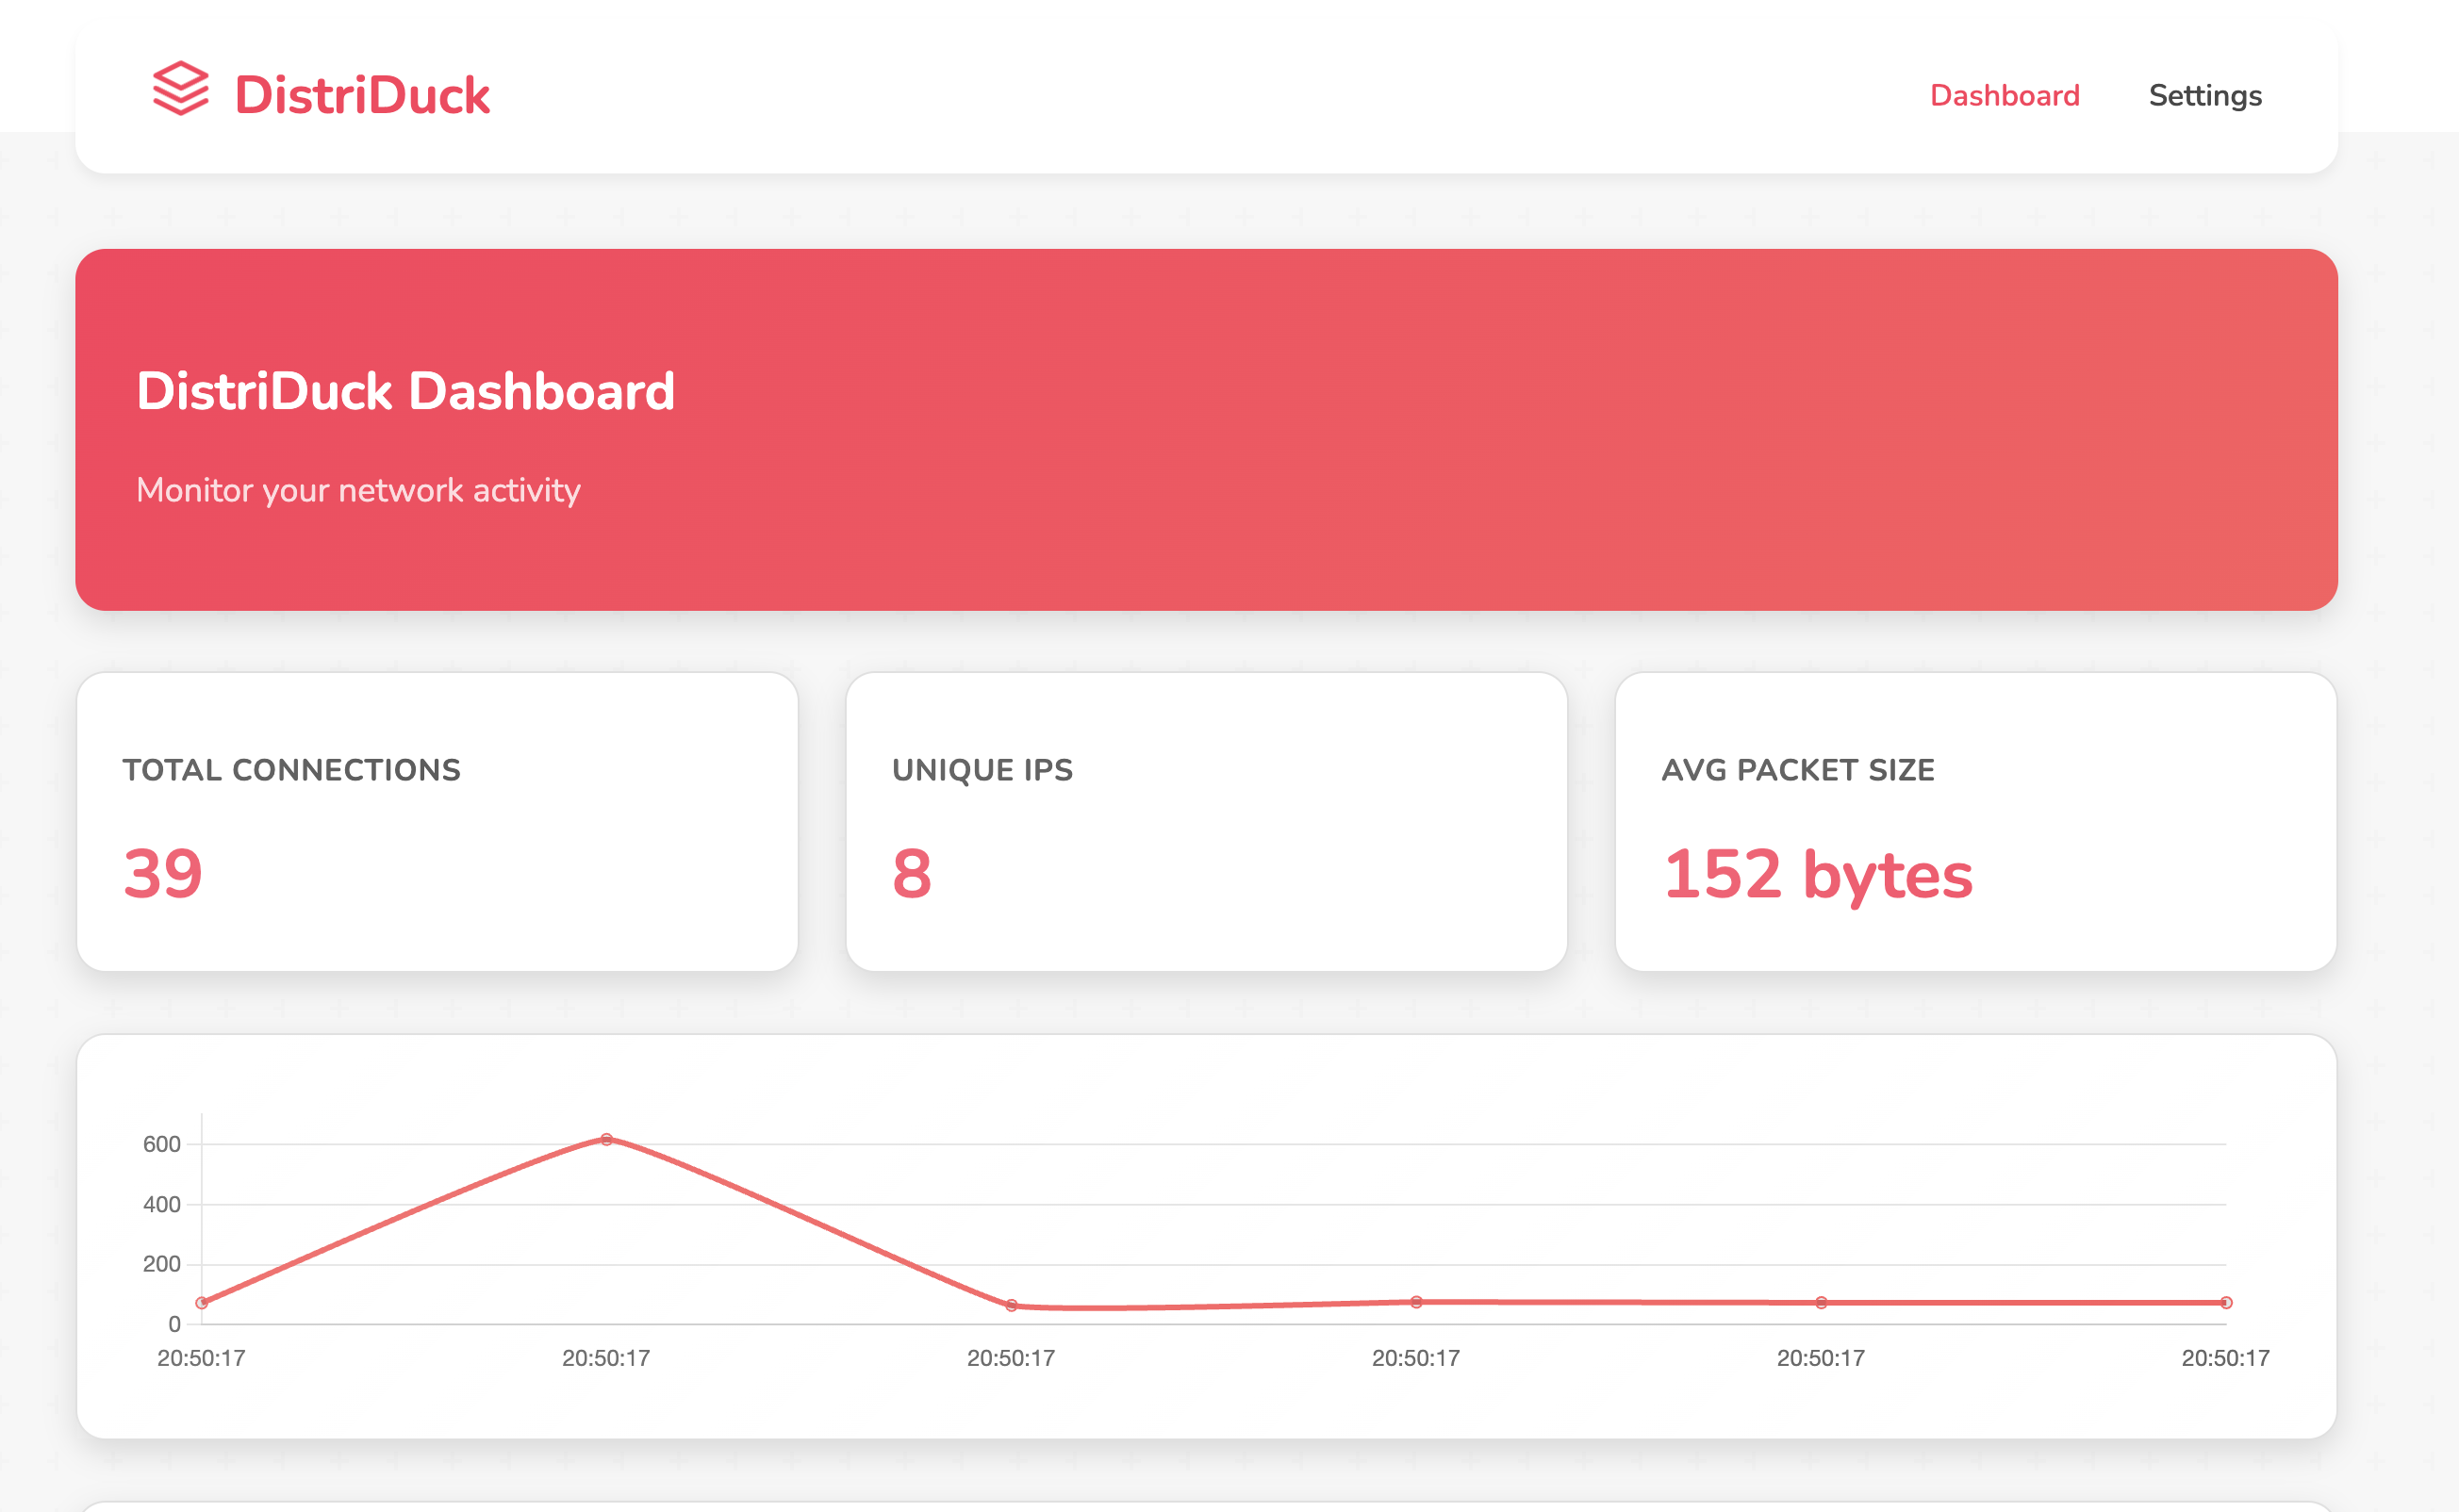 DistriDuck
Dashboard
Settings
DistriDuck Dashboard
Monitor your network activity
TOTAL CONNECTIONS
39
UNIQUE IPS
8
AVG PACKET SIZE
152 bytes
600
400
200
0
20:50:17
20:50:17
20:50:17
20:50:17
20:50:17
20:50:17